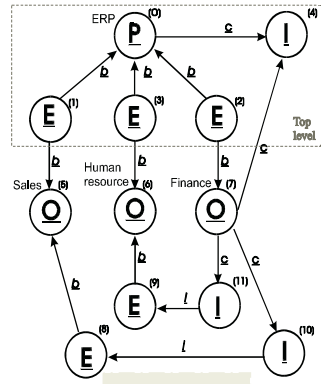 ERP (0) (4)
P c I
b b b
(1) (3) (2)
E E E
Top level
b b b c
Sales (5) Human resource (6) Finance (7)
O O O
b b c c
(9) (11)
E l I
(8) (10)
E l I